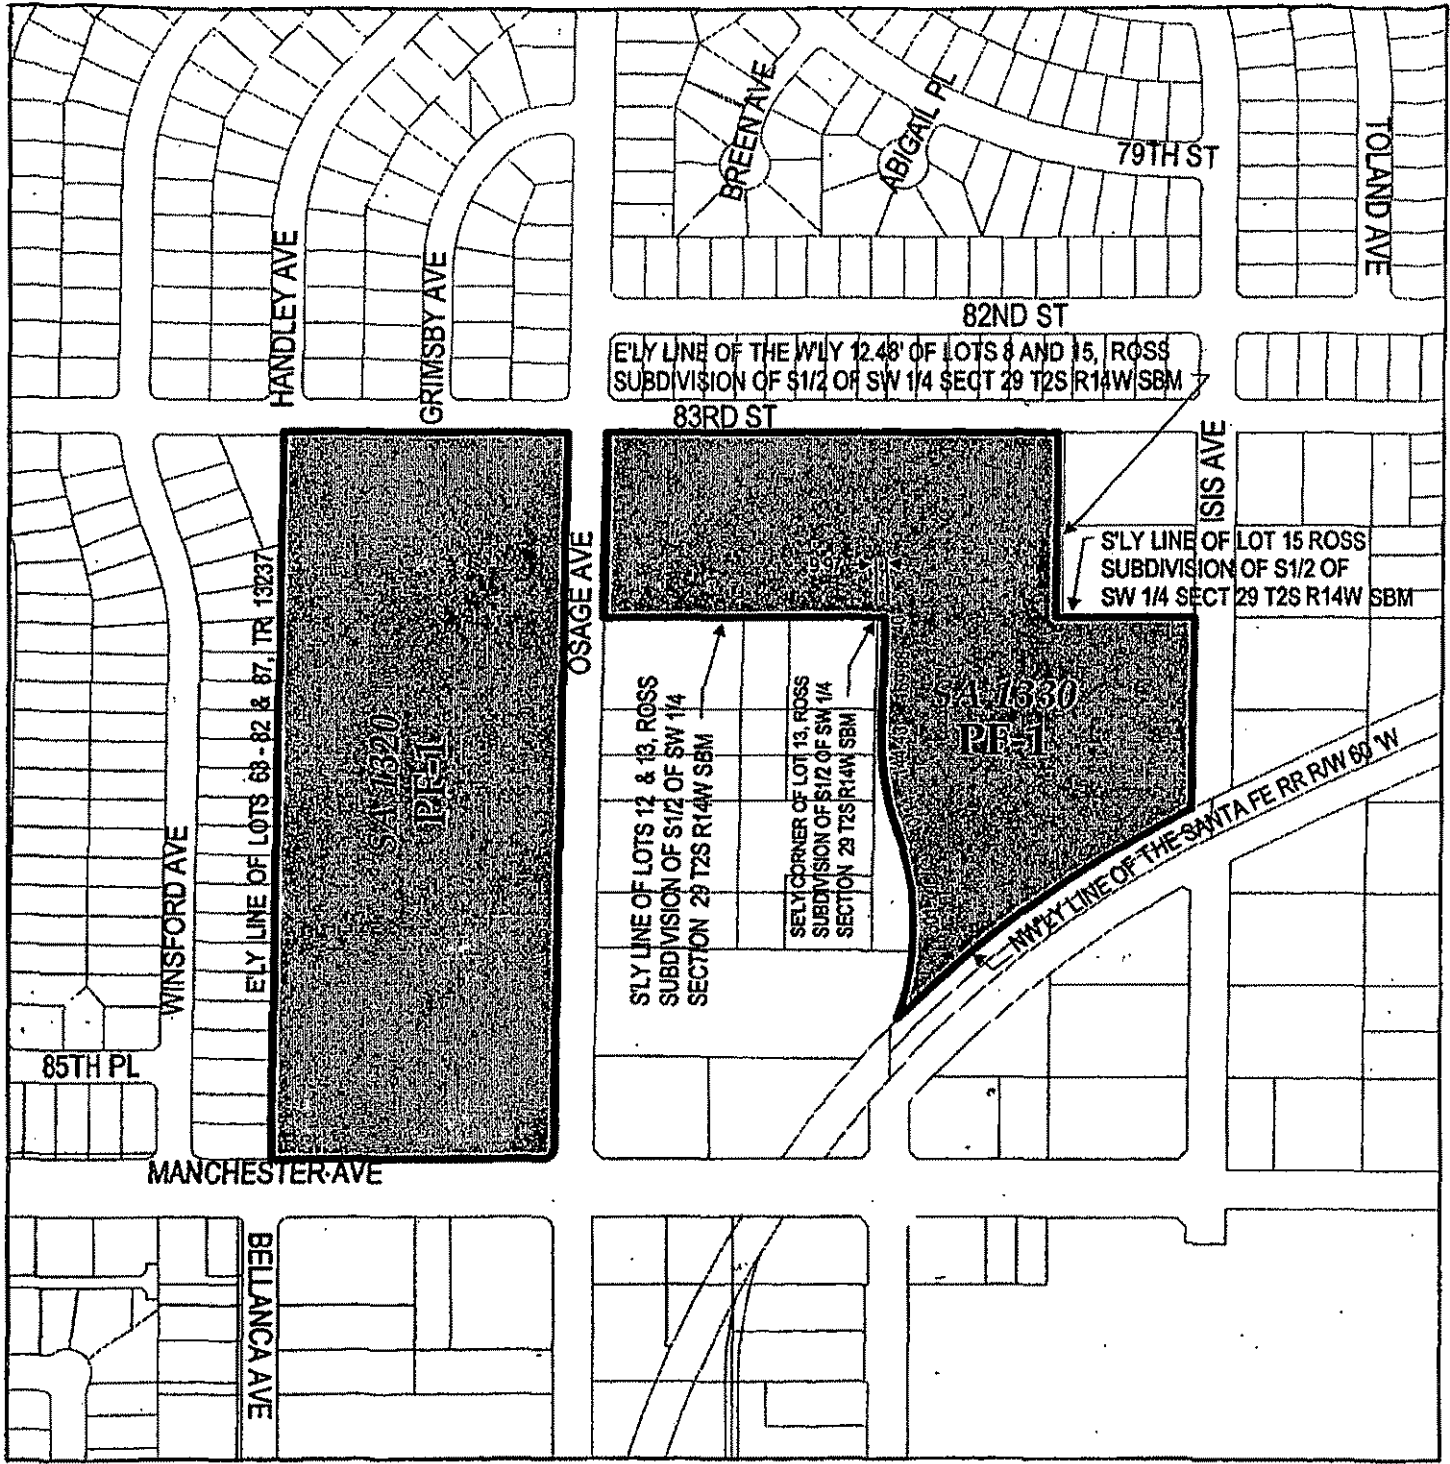 BREEN AVE
ABIGAIL PL
79TH ST
TOLAND AVE
HANDLEY AVE
GRIMSBY AVE
82ND ST
E'LY LINE OF THE W'LY 12.48' OF LOTS 8 AND 15, ROSS
SUBDIVISION OF S1/2 OF SW 1/4 SECT 29 T2S R14W SBM
83RD ST
ISIS AVE
OSAGE AVE
S'LY LINE OF LOT 15 ROSS
SUBDIVISION OF S1/2 OF
SW 1/4 SECT 29 T2S R14W SBM
ELY LINE OF LOTS 68 - 82 & 87, TR 13237
SA 1320
PF-1
S'LY LINE OF LOTS 12 & 13, ROSS
SUBDIVISION OF S1/2 OF SW 1/4
SECTION 29 T2S R14W SBM
SE'LY CORNER OF LOT 13, ROSS
SUBDIVISION OF S1/2 OF SW 1/4
SECTION 29 T2S R14W SBM
SA 1330
PF-1
NW'LY LINE OF THE SANTA FE RR R/W 60 'W
WINSFORD AVE
85TH PL
MANCHESTER AVE
BELLANCA AVE